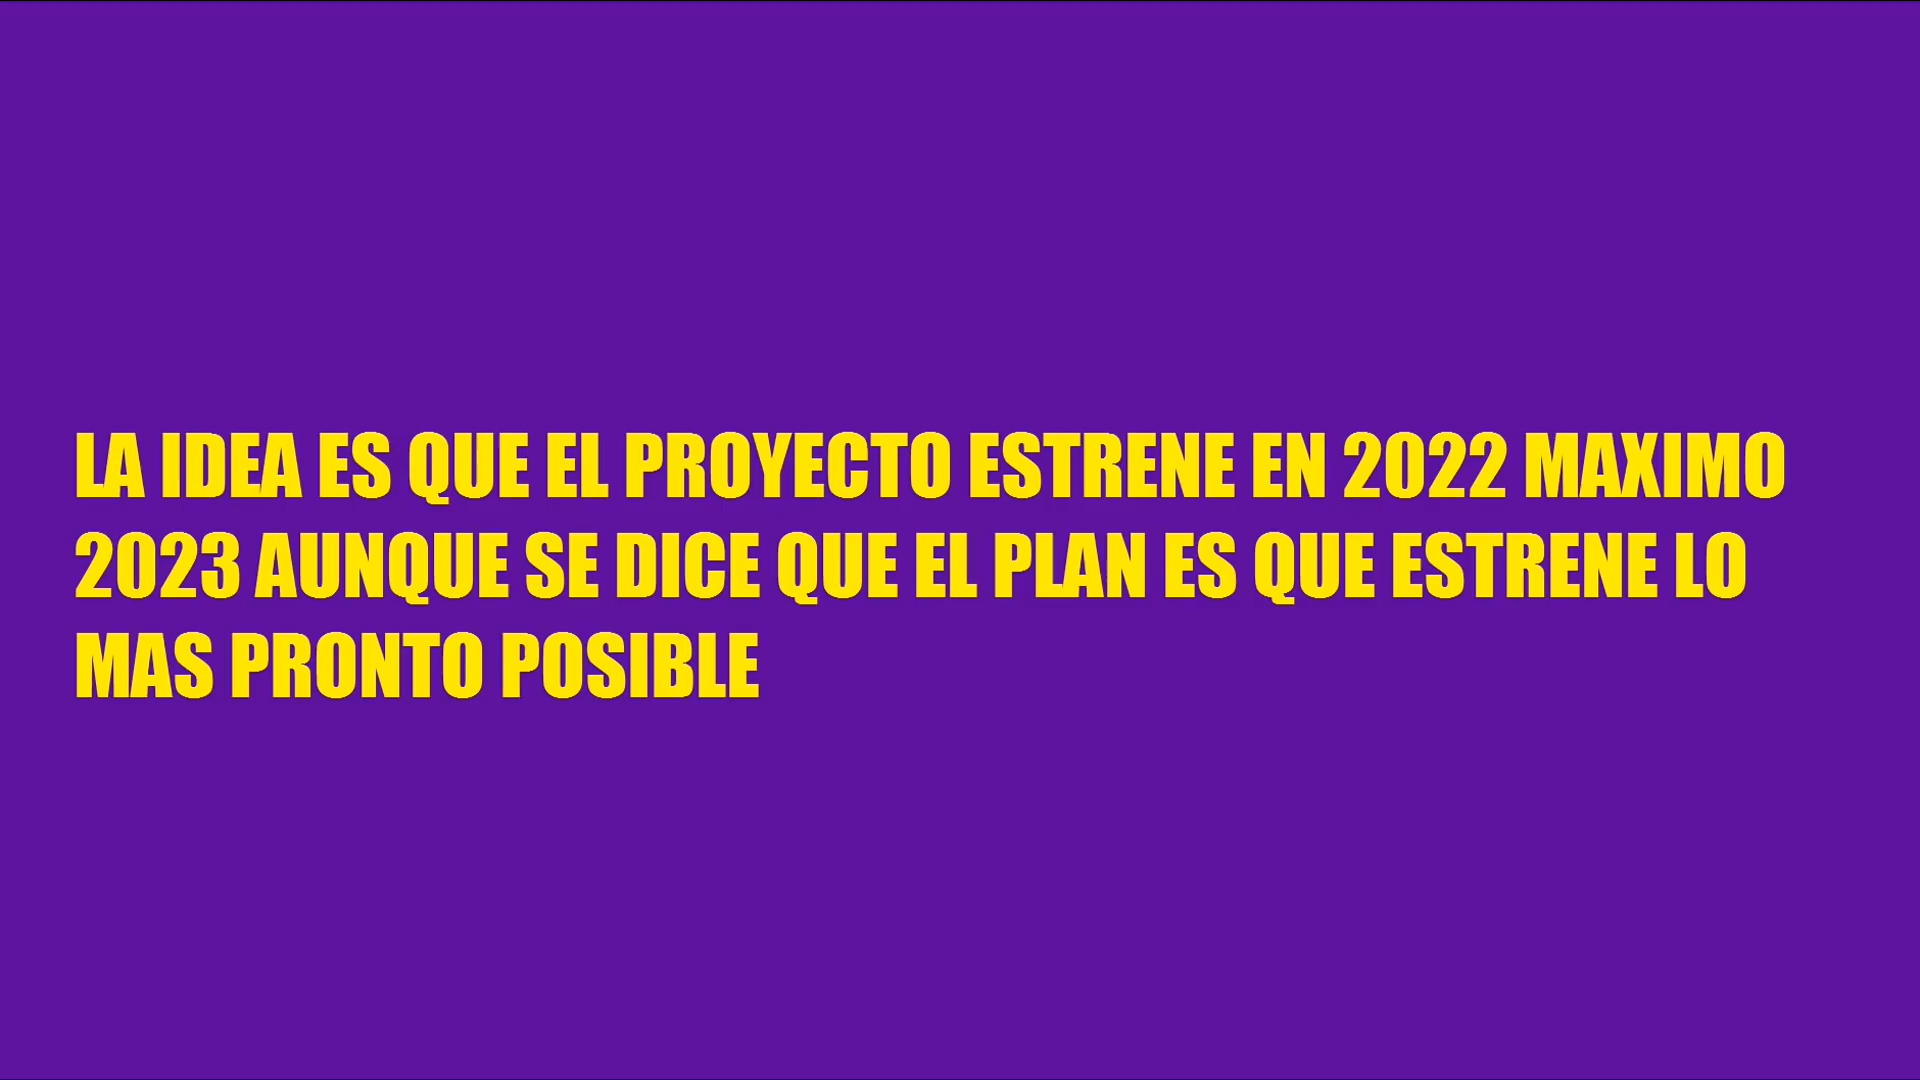 LA IDEA ES QUE EL PROYECTO ESTRENE EN 2022 MAXIMO
2023 AUNQUE SE DICE QUE EL PLAN ES QUE ESTRENE LO
MAS PRONTO POSIBLE